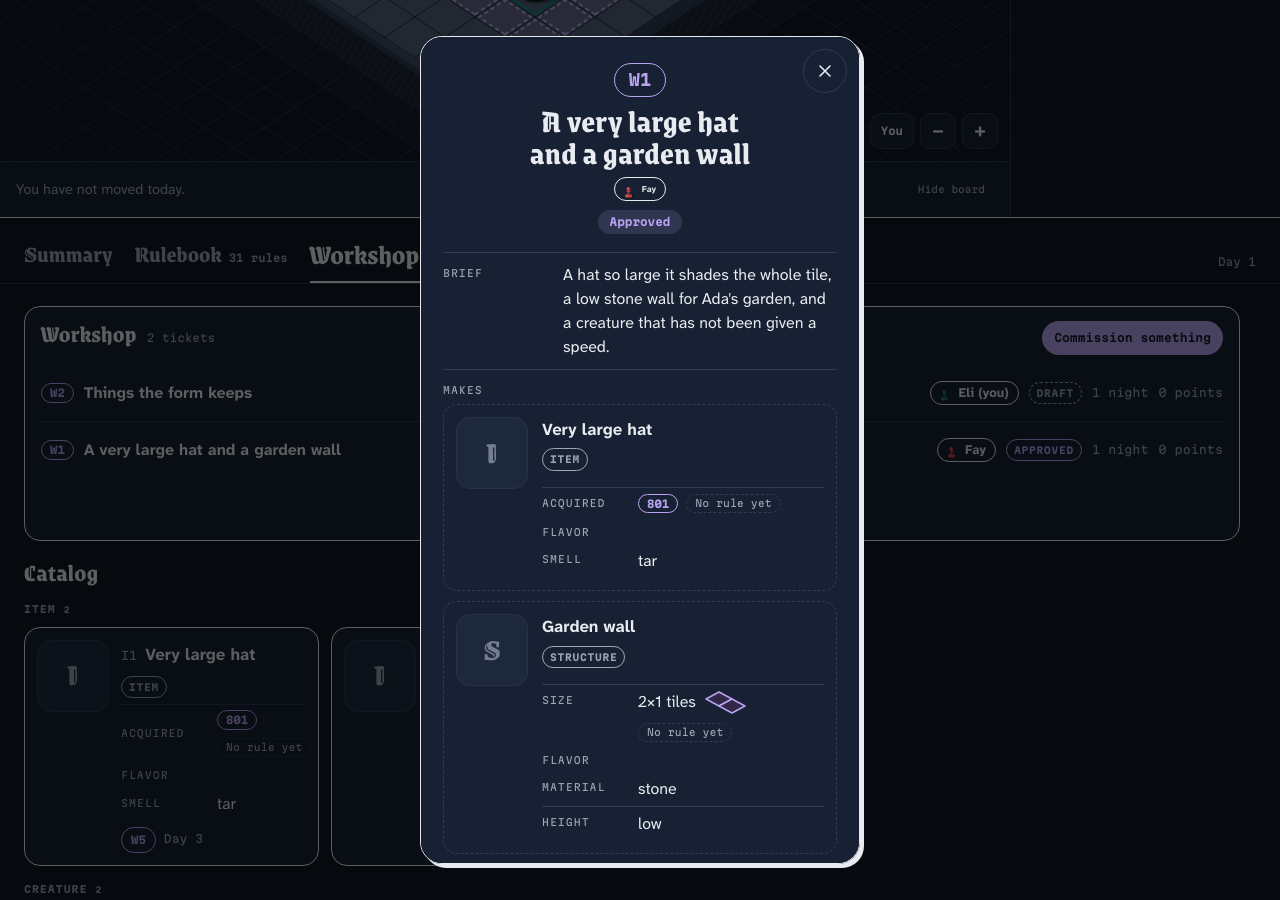 W1
A very large hat
and a garden wall
Fay
Approved
BRIEF
A hat so large it shades the whole tile,
a low stone wall for Ada's garden, and
a creature that has not been given a
speed.
MAKES
I
Very large hat
ITEM
ACQUIRED 801 No rule yet
FLAVOR
SMELL tar
S
Garden wall
STRUCTURE
SIZE 2×1 tiles
No rule yet
FLAVOR
MATERIAL stone
HEIGHT low
You − +
You have not moved today.
Hide board
Summary Rulebook 31 rules Workshop
Day 1
Workshop 2 tickets
Commission something
W2 Things the form keeps Eli (you) DRAFT 1 night 0 points
W1 A very large hat and a garden wall Fay APPROVED 1 night 0 points
Catalog
ITEM 2
I
I1 Very large hat
ITEM
ACQUIRED 801
No rule yet
FLAVOR
SMELL tar
W5 Day 3
I
CREATURE 2